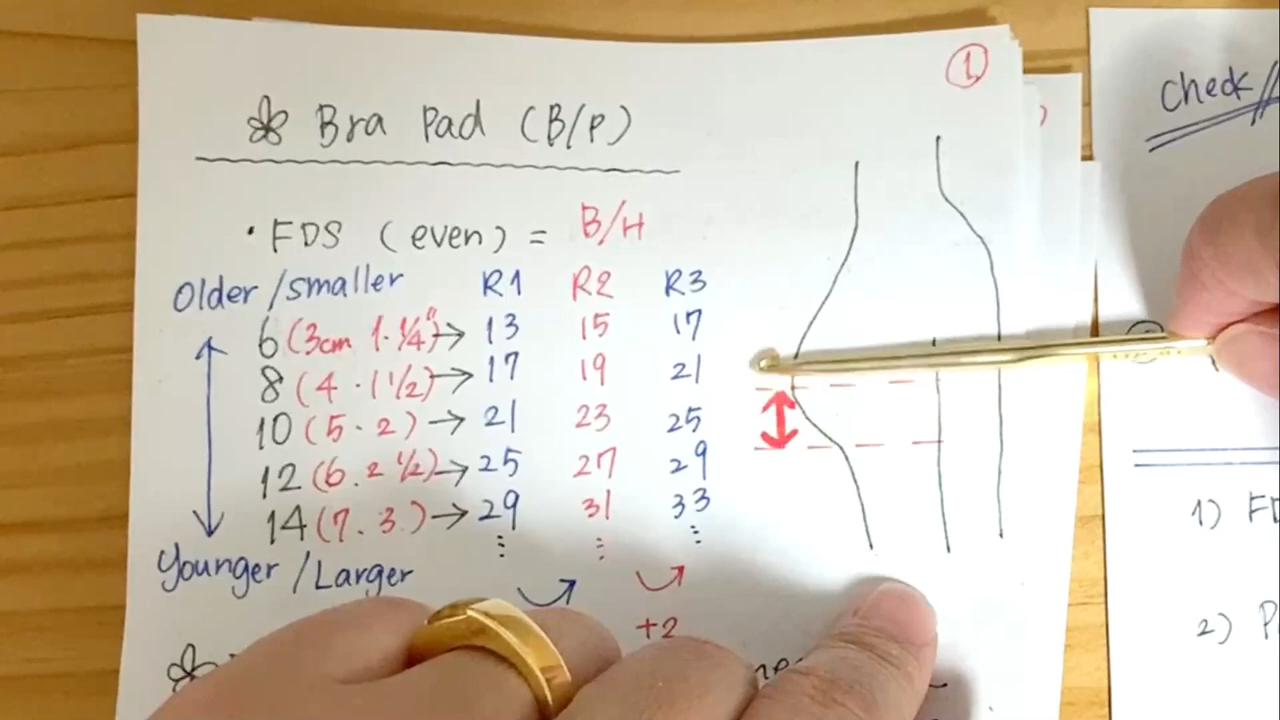 ①
Bra Pad (B/P)
· FDS (even) = B/H
Older/smaller R1 R2 R3
6 (3cm 1·1/4") → 13 15 17
8 (4 · 1 1/2) → 17 19 21
10 (5 · 2) → 21 23 25
12 (6. 2 1/2) → 25 27 29
14 (7. 3.) → 29 31 33
Younger/Larger
+2
Check
1)
2)